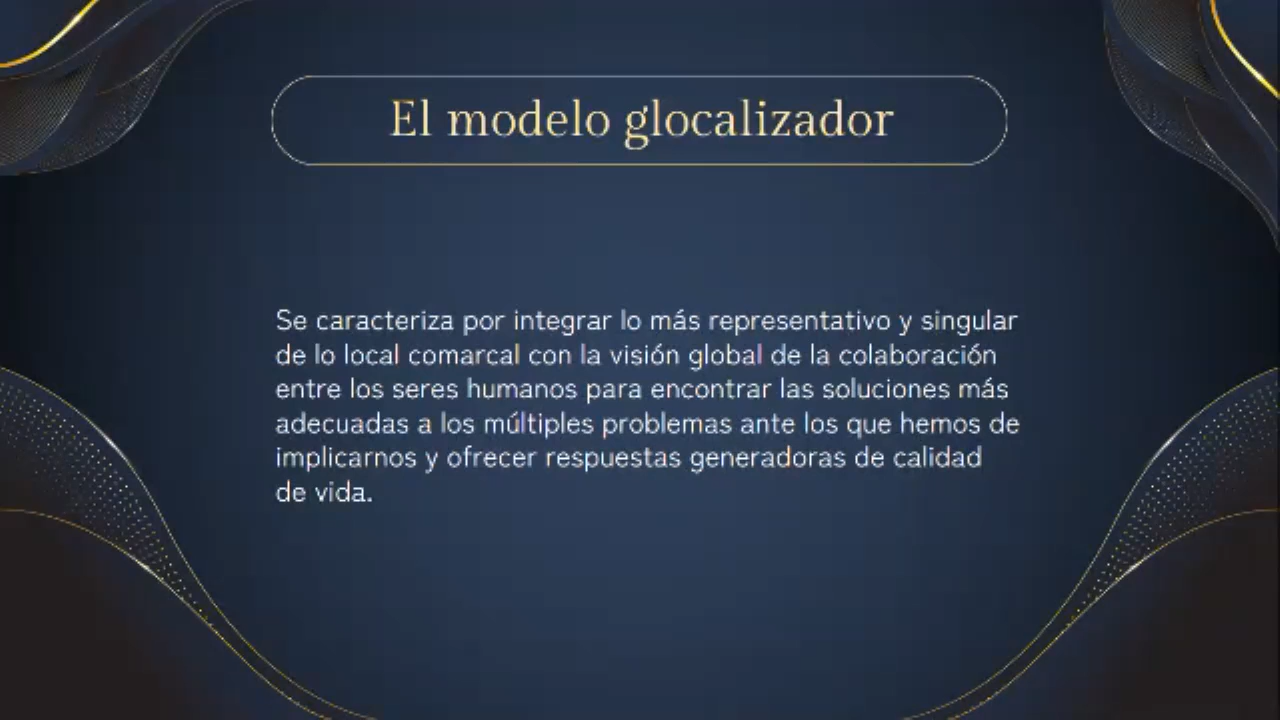 El modelo glocalizador
Se caracteriza por integrar lo más representativo y singular
de lo local comarcal con la visión global de la colaboración
entre los seres humanos para encontrar las soluciones más
adecuadas a los múltiples problemas ante los que hemos de
implicarnos y ofrecer respuestas generadoras de calidad
de vida.